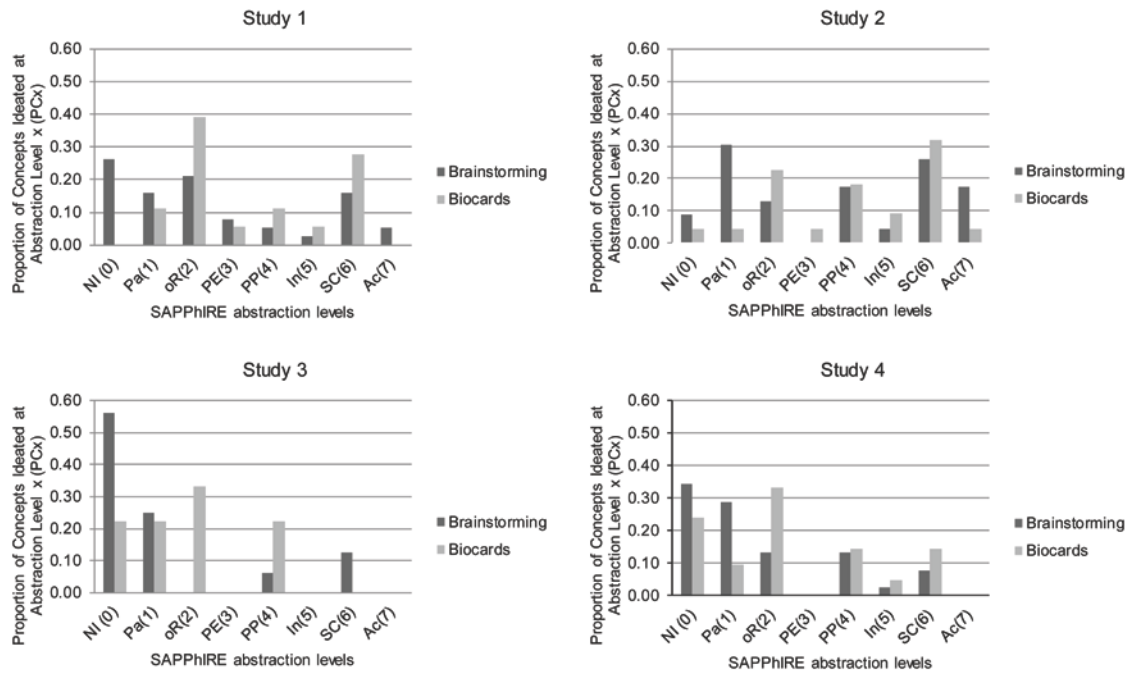 Study 1
Proportion of Concepts Ideated at
Abstraction Level x (PCx)
0.60
0.50
0.40
0.30
0.20
0.10
0.00
NI (0)
Pa(1)
oR(2)
PE(3)
PP(4)
In(5)
SC(6)
Ac(7)
SAPPhIRE abstraction levels
Brainstorming
Biocards
Study 2
Proportion of Concepts Ideated at
Abstraction Level x (PCx)
0.60
0.50
0.40
0.30
0.20
0.10
0.00
NI (0)
Pa(1)
oR(2)
PE(3)
PP(4)
In(5)
SC(6)
Ac(7)
SAPPhIRE abstraction levels
Brainstorming
Biocards
Study 3
Proportion of Concepts Ideated at
Abstraction Level x (PCx)
0.60
0.50
0.40
0.30
0.20
0.10
0.00
NI (0)
Pa(1)
oR(2)
PE(3)
PP(4)
In(5)
SC(6)
Ac(7)
SAPPhIRE abstraction levels
Brainstorming
Biocards
Study 4
Proportion of Concepts Ideated at
Abstraction Level x (PCx)
0.60
0.50
0.40
0.30
0.20
0.10
0.00
NI (0)
Pa(1)
oR(2)
PE(3)
PP(4)
In(5)
SC(6)
Ac(7)
SAPPhIRE abstraction levels
Brainstorming
Biocards